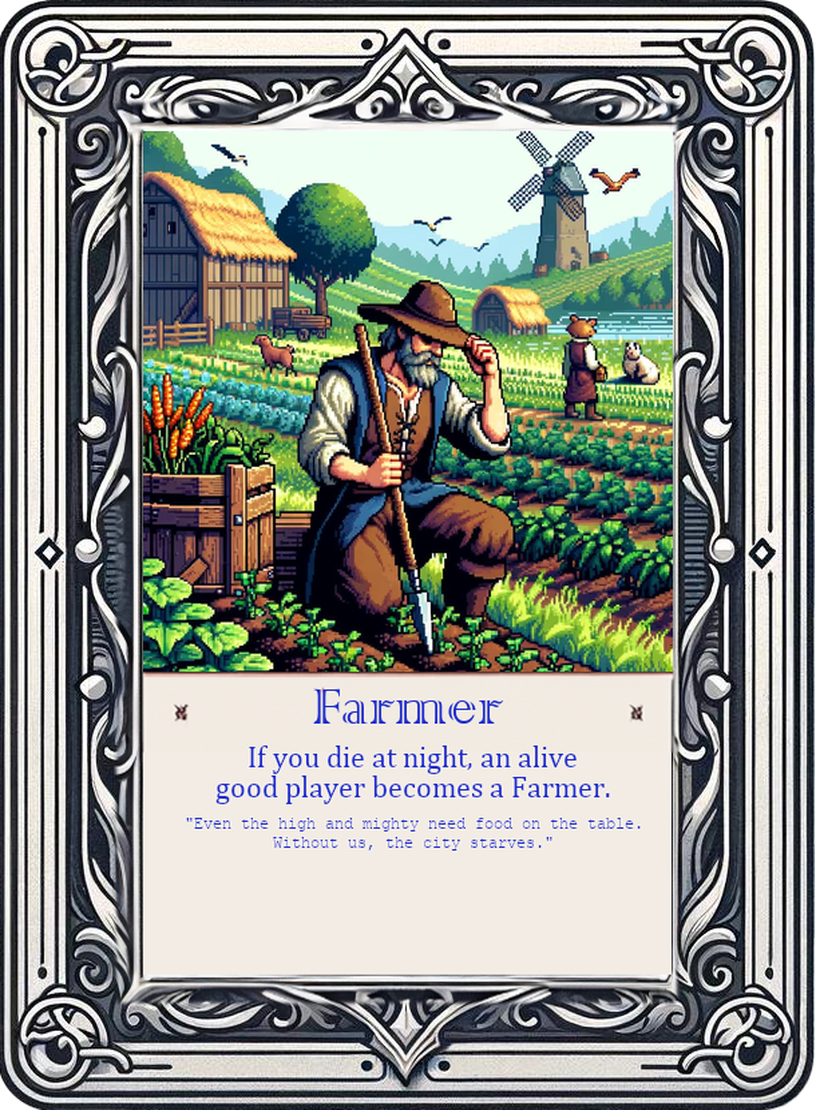 Farmer
If you die at night, an alive
good player becomes a Farmer.
"Even the high and mighty need food on the table.
Without us, the city starves."